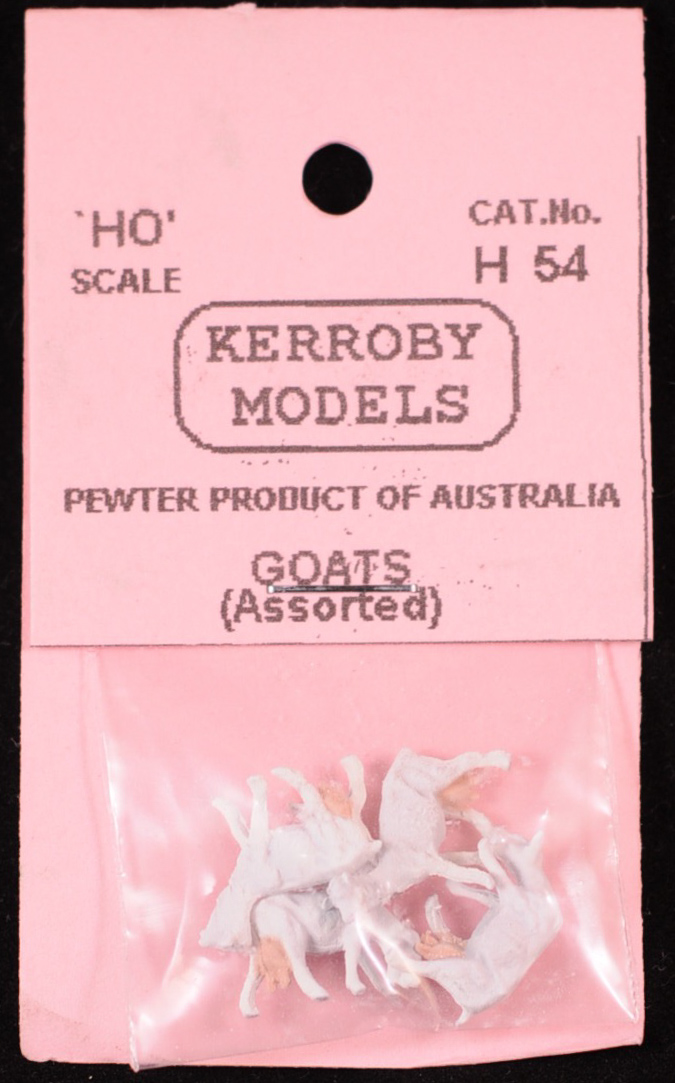 `HO'
SCALE
CAT.No.
H 54
KERROBY
MODELS
PEWTER PRODUCT OF AUSTRALIA
GOATS
(Assorted)